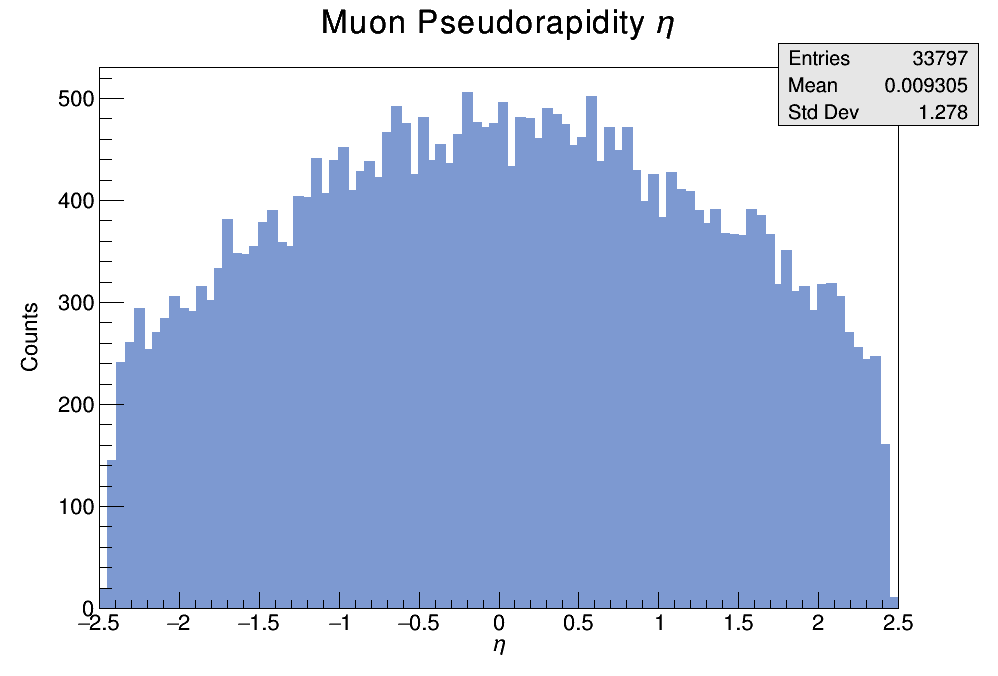 Muon Pseudorapidity η
Entries 33797
Mean 0.009305
Std Dev 1.278
500
400
300
200
100
0
Counts
−2.5 −2 −1.5 −1 −0.5 0 0.5 1 1.5 2 2.5
η